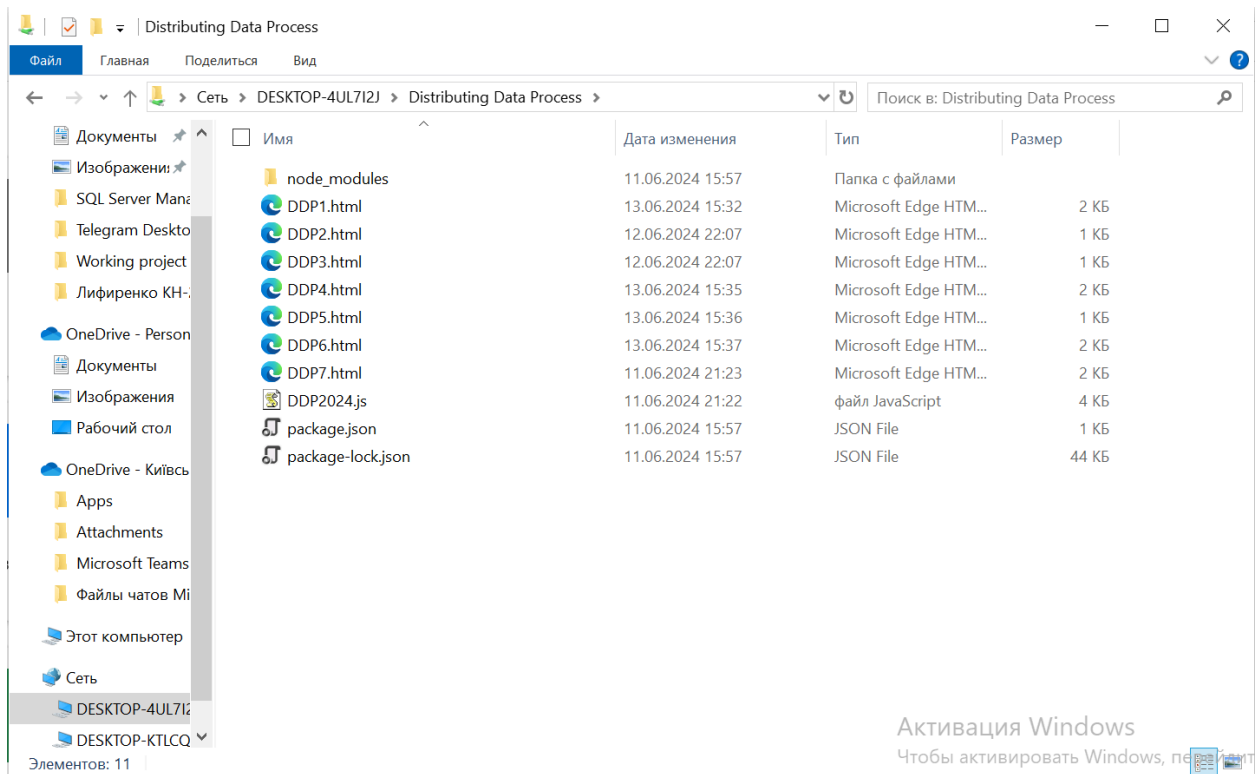 Distributing Data Process
Файл Главная Поделиться Вид
Сеть DESKTOP-4UL7I2J Distributing Data Process Поиск в: Distributing Data Process
Документы
Изображени
SQL Server Mana
Telegram Deskto
Working project
Лифиренко КН-
OneDrive - Person
Документы
Изображения
Рабочий стол
OneDrive - Київсь
Apps
Attachments
Microsoft Teams
Файлы чатов Mi
Этот компьютер
Сеть
DESKTOP-4UL7I2
DESKTOP-KTLCQ
Имя Дата изменения Тип Размер
node_modules 11.06.2024 15:57 Папка с файлами
DDP1.html 13.06.2024 15:32 Microsoft Edge HTM... 2 КБ
DDP2.html 12.06.2024 22:07 Microsoft Edge HTM... 1 КБ
DDP3.html 12.06.2024 22:07 Microsoft Edge HTM... 1 КБ
DDP4.html 13.06.2024 15:35 Microsoft Edge HTM... 2 КБ
DDP5.html 13.06.2024 15:36 Microsoft Edge HTM... 1 КБ
DDP6.html 13.06.2024 15:37 Microsoft Edge HTM... 2 КБ
DDP7.html 11.06.2024 21:23 Microsoft Edge HTM... 2 КБ
DDP2024.js 11.06.2024 21:22 файл JavaScript 4 КБ
package.json 11.06.2024 15:57 JSON File 1 КБ
package-lock.json 11.06.2024 15:57 JSON File 44 КБ
Активация Windows
Чтобы активировать Windows,
Элементов: 11